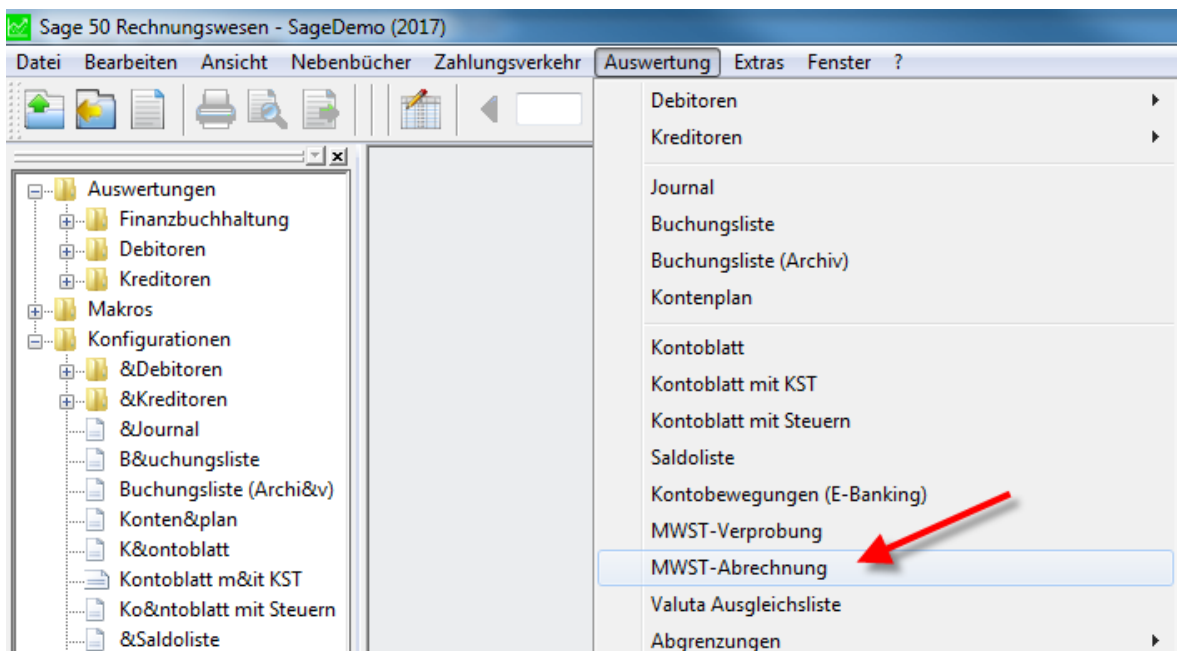 Sage 50 Rechnungswesen - SageDemo (2017)
Datei Bearbeiten Ansicht Nebenbücher Zahlungsverkehr Auswertung Extras Fenster ?
Auswertungen
Finanzbuchhaltung
Debitoren
Kreditoren
Makros
Konfigurationen
&Debitoren
&Kreditoren
&Journal
B&uchungsliste
Buchungsliste (Archi&v)
Konten&plan
K&ontoblatt
Kontoblatt m&it KST
Ko&ntoblatt mit Steuern
&Saldoliste
Debitoren
Kreditoren
Journal
Buchungsliste
Buchungsliste (Archiv)
Kontenplan
Kontoblatt
Kontoblatt mit KST
Kontoblatt mit Steuern
Saldoliste
Kontobewegungen (E-Banking)
MWST-Verprobung
MWST-Abrechnung
Valuta Ausgleichsliste
Abgrenzungen